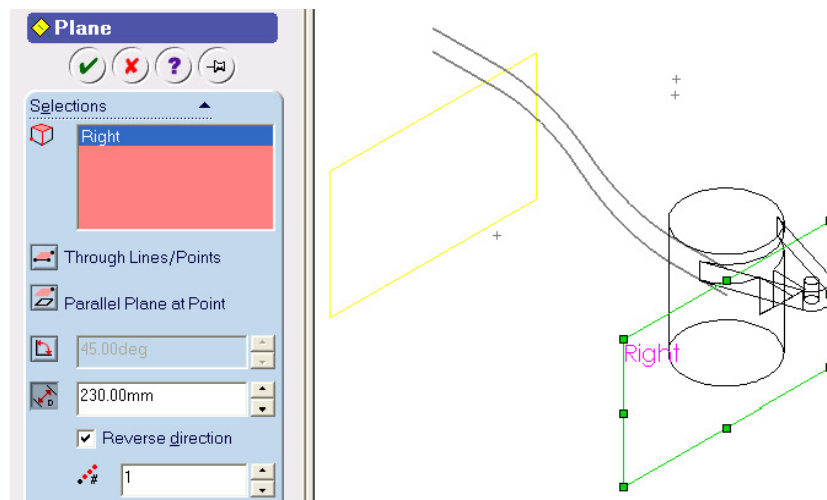 Plane
?
Selections
Right
Through Lines/Points
Parallel Plane at Point
45.00deg
D
230.00mm
Reverse direction
#
1
Right